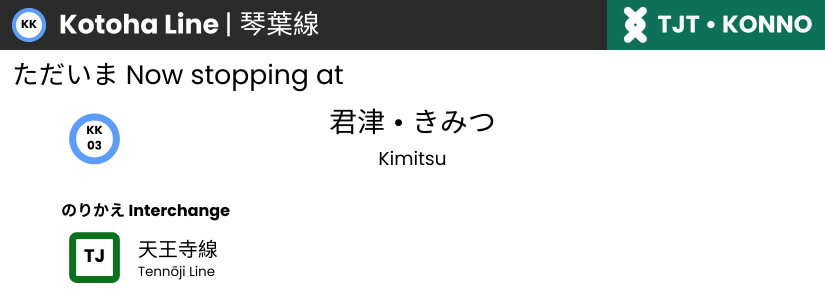 KK Kotoha Line | 琴葉線 TJT • KONNO
ただいま Now stopping at
KK
03
君津 • きみつ
Kimitsu
のりかえ Interchange
TJ
天王寺線
Tennōji Line